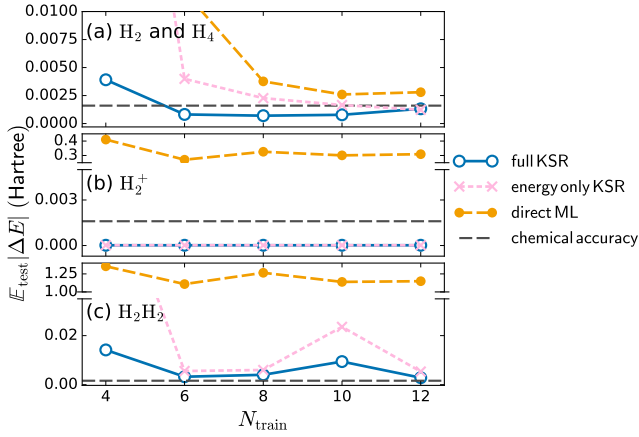 0.0100
0.0075
0.0050
0.0025
0.0000
(a) H₂ and H₄
0.4
0.3
0.003
0.000
(b) H₂⁺
1.25
1.00
0.02
0.00
(c) H₂H₂
4 6 8 10 12
N_train
𝔼_test|ΔE| (Hartree)
full KSR
energy only KSR
direct ML
chemical accuracy